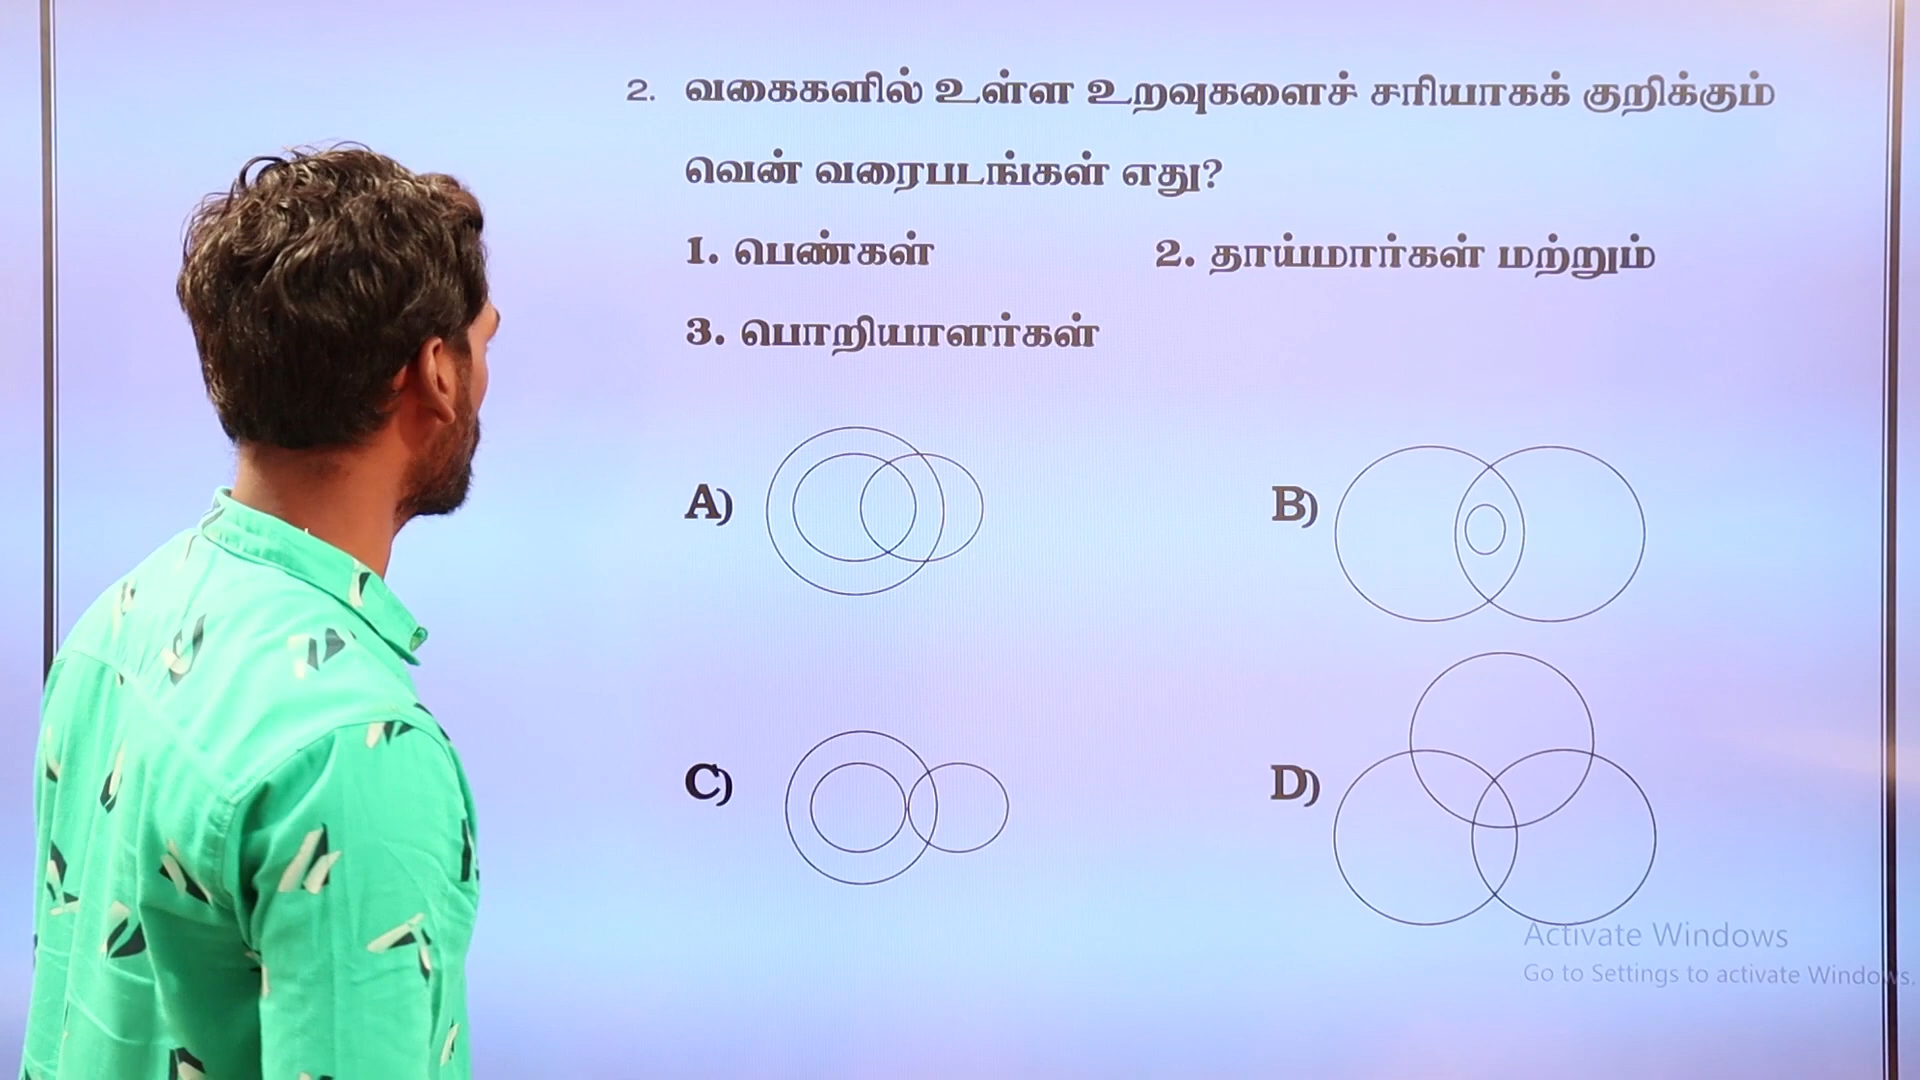 2. வகைகளில் உள்ள உறவுகளைச் சரியாகக் குறிக்கும்
வென் வரைபடங்கள் எது?
1. பெண்கள் 2. தாய்மார்கள் மற்றும்
3. பொறியாளர்கள்
A) B)
C) D)
Activate Windows
Go to Settings to activate Windows.